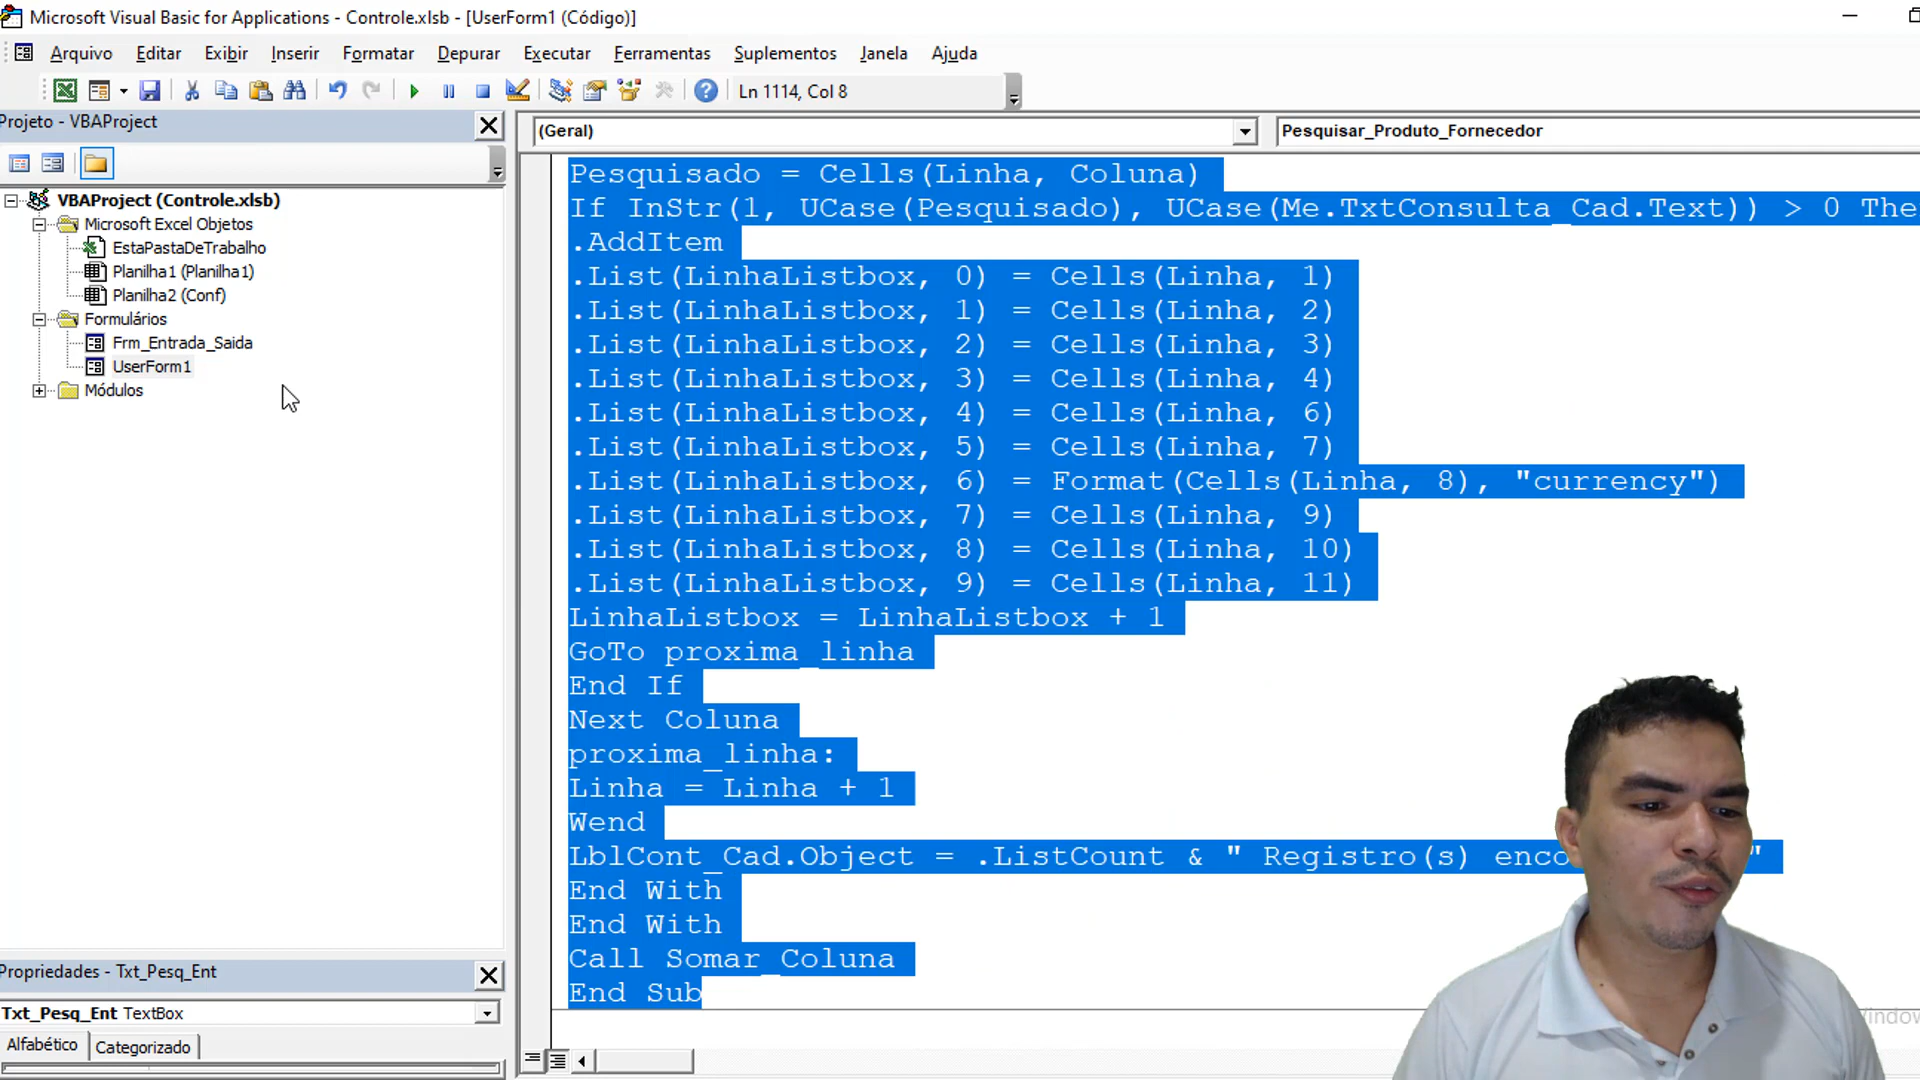 Microsoft Visual Basic for Applications - Controle.xlsb - [UserForm1 (Código)]
Arquivo Editar Exibir Inserir Formatar Depurar Executar Ferramentas Suplementos Janela Ajuda
Ln 1114, Col 8
Projeto - VBAProject
(Geral)
Pesquisar_Produto_Fornecedor
VBAProject (Controle.xlsb)
Microsoft Excel Objetos
EstaPastaDeTrabalho
Planilha1 (Planilha1)
Planilha2 (Conf)
Formulários
Frm_Entrada_Saida
UserForm1
Módulos
Propriedades - Txt_Pesq_Ent
Txt_Pesq_Ent TextBox
Alfabético Categorizado
Pesquisado = Cells(Linha, Coluna)
If InStr(1, UCase(Pesquisado), UCase(Me.TxtConsulta_Cad.Text)) > 0 The
.AddItem
.List(LinhaListbox, 0) = Cells(Linha, 1)
.List(LinhaListbox, 1) = Cells(Linha, 2)
.List(LinhaListbox, 2) = Cells(Linha, 3)
.List(LinhaListbox, 3) = Cells(Linha, 4)
.List(LinhaListbox, 4) = Cells(Linha, 6)
.List(LinhaListbox, 5) = Cells(Linha, 7)
.List(LinhaListbox, 6) = Format(Cells(Linha, 8), "currency")
.List(LinhaListbox, 7) = Cells(Linha, 9)
.List(LinhaListbox, 8) = Cells(Linha, 10)
.List(LinhaListbox, 9) = Cells(Linha, 11)
LinhaListbox = LinhaListbox + 1
GoTo proxima_linha
End If
Next Coluna
proxima_linha:
Linha = Linha + 1
Wend
LblCont_Cad.Object = .ListCount & " Registro(s) enco "
End With
End With
Call Somar_Coluna
End Sub